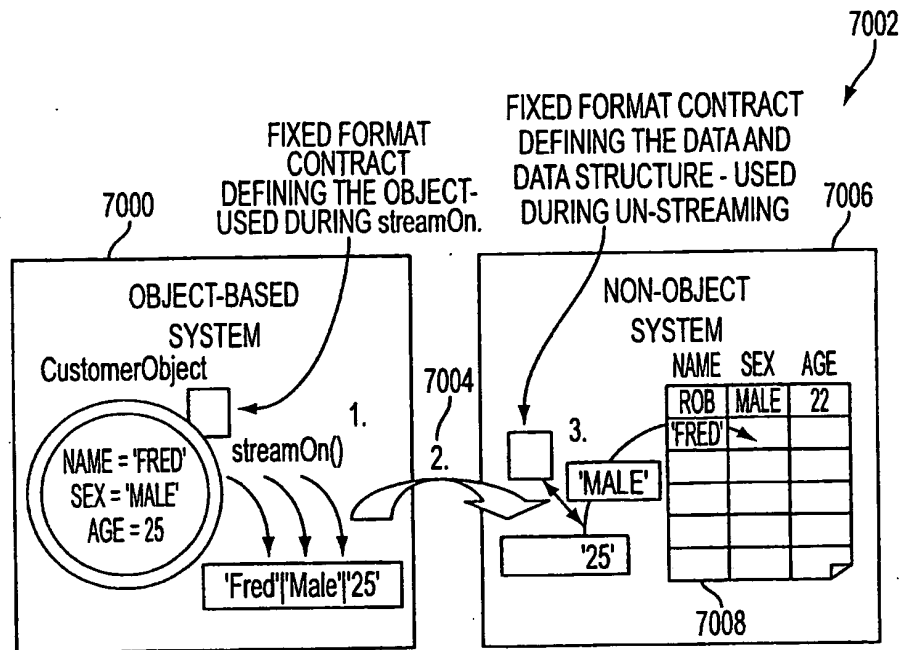 7002
FIXED FORMAT
CONTRACT
DEFINING THE OBJECT-
USED DURING streamOn.
FIXED FORMAT CONTRACT
DEFINING THE DATA AND
DATA STRUCTURE - USED
DURING UN-STREAMING
7000
7006
OBJECT-BASED
SYSTEM
CustomerObject
NAME = 'FRED'
SEX = 'MALE'
AGE = 25
1.
streamOn()
'Fred'|'Male'|'25'
7004
2.
NON-OBJECT
SYSTEM
NAME SEX AGE
ROB MALE 22
'FRED'
3.
'MALE'
'25'
7008